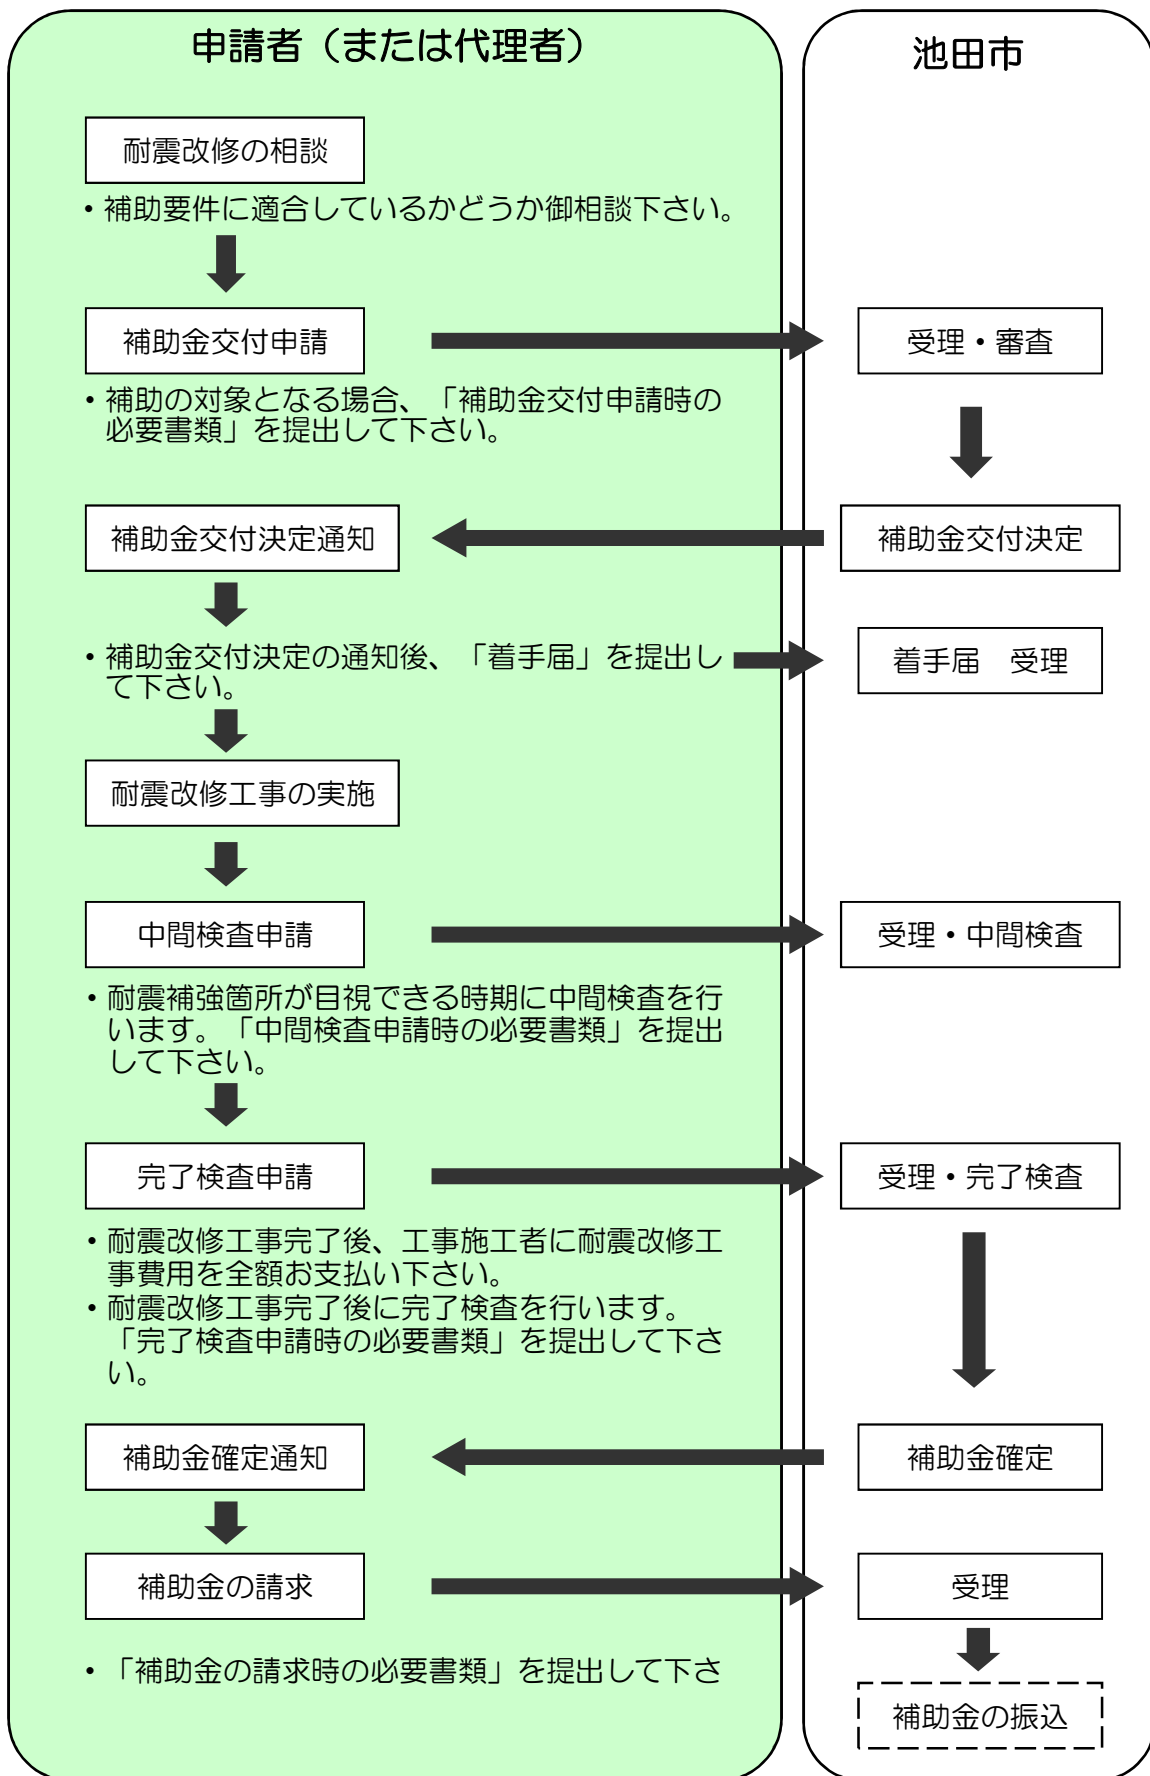 申請者（または代理者）
池田市
耐震改修の相談
・補助要件に適合しているかどうか御相談下さい。
補助金交付申請
受理・審査
・補助の対象となる場合、「補助金交付申請時の
必要書類」を提出して下さい。
補助金交付決定通知
補助金交付決定
・補助金交付決定の通知後、「着手届」を提出し
て下さい。
着手届　受理
耐震改修工事の実施
中間検査申請
受理・中間検査
・耐震補強箇所が目視できる時期に中間検査を行
います。「中間検査申請時の必要書類」を提出
して下さい。
完了検査申請
受理・完了検査
・耐震改修工事完了後、工事施工者に耐震改修工
事費用を全額お支払い下さい。
・耐震改修工事完了後に完了検査を行います。
「完了検査申請時の必要書類」を提出して下さ
い。
補助金確定通知
補助金確定
補助金の請求
受理
・「補助金の請求時の必要書類」を提出して下さ
補助金の振込